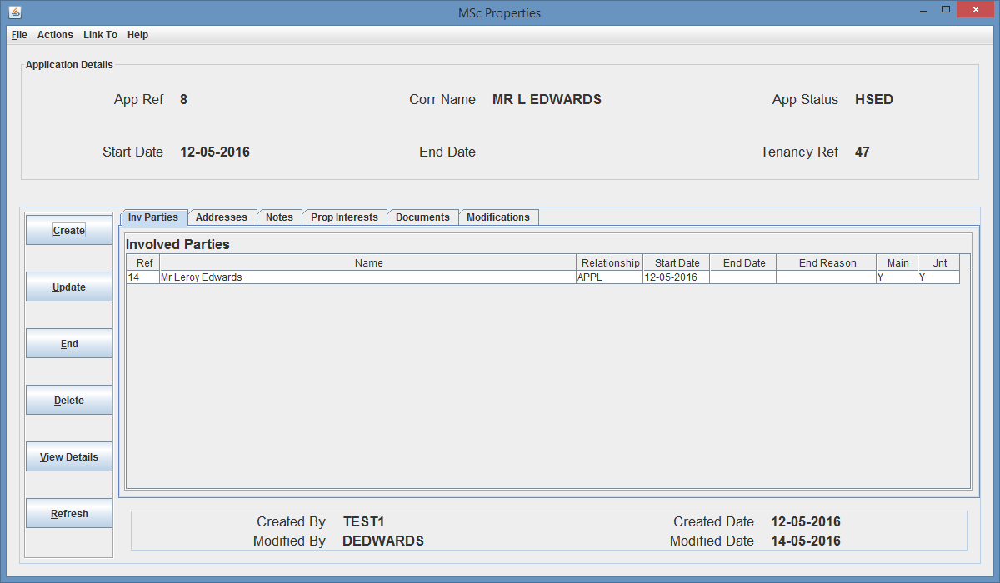 MSc Properties
File Actions Link To Help
Application Details
App Ref 8 Corr Name MR L EDWARDS App Status HSED
Start Date 12-05-2016 End Date Tenancy Ref 47
Inv Parties Addresses Notes Prop Interests Documents Modifications
Create
Update
End
Delete
View Details
Refresh
Involved Parties
Ref Name Relationship Start Date End Date End Reason Main Jnt
14 Mr Leroy Edwards APPL 12-05-2016 Y Y
Created By TEST1 Created Date 12-05-2016
Modified By DEDWARDS Modified Date 14-05-2016